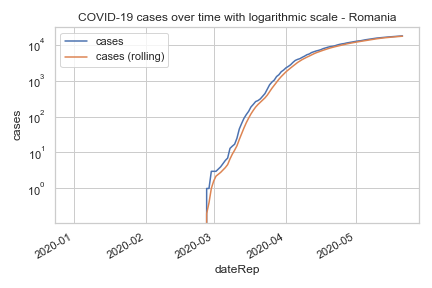 COVID-19 cases over time with logarithmic scale - Romania
cases
cases (rolling)
10⁴
10³
10²
10¹
10⁰
cases
2020-01
2020-02
2020-03
2020-04
2020-05
dateRep